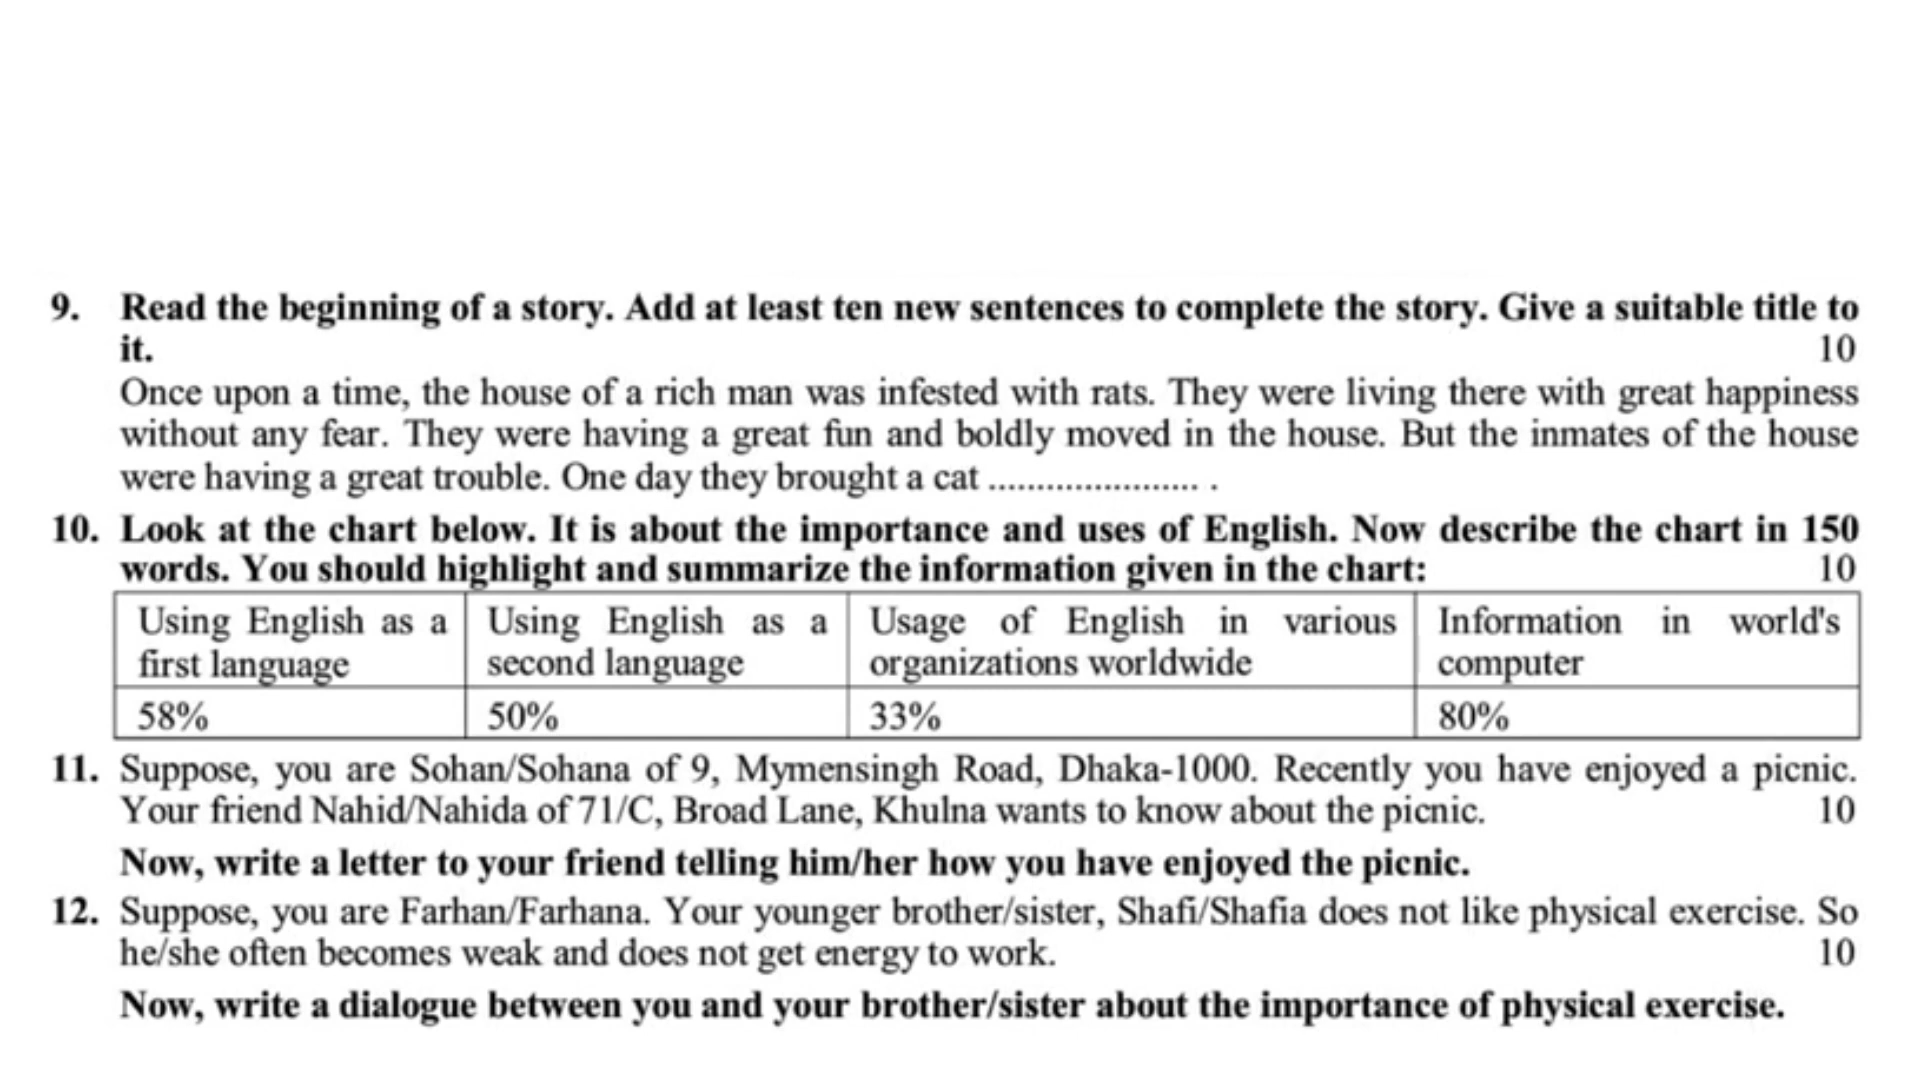 9. Read the beginning of a story. Add at least ten new sentences to complete the story. Give a suitable title to
it. 10
Once upon a time, the house of a rich man was infested with rats. They were living there with great happiness
without any fear. They were having a great fun and boldly moved in the house. But the inmates of the house
were having a great trouble. One day they brought a cat ...................... .
10. Look at the chart below. It is about the importance and uses of English. Now describe the chart in 150
words. You should highlight and summarize the information given in the chart: 10
Using English as a first language
Using English as a second language
Usage of English in various organizations worldwide
Information in world's computer
58% 50% 33% 80%
11. Suppose, you are Sohan/Sohana of 9, Mymensingh Road, Dhaka-1000. Recently you have enjoyed a picnic.
Your friend Nahid/Nahida of 71/C, Broad Lane, Khulna wants to know about the picnic. 10
Now, write a letter to your friend telling him/her how you have enjoyed the picnic.
12. Suppose, you are Farhan/Farhana. Your younger brother/sister, Shafi/Shafia does not like physical exercise. So
he/she often becomes weak and does not get energy to work. 10
Now, write a dialogue between you and your brother/sister about the importance of physical exercise.